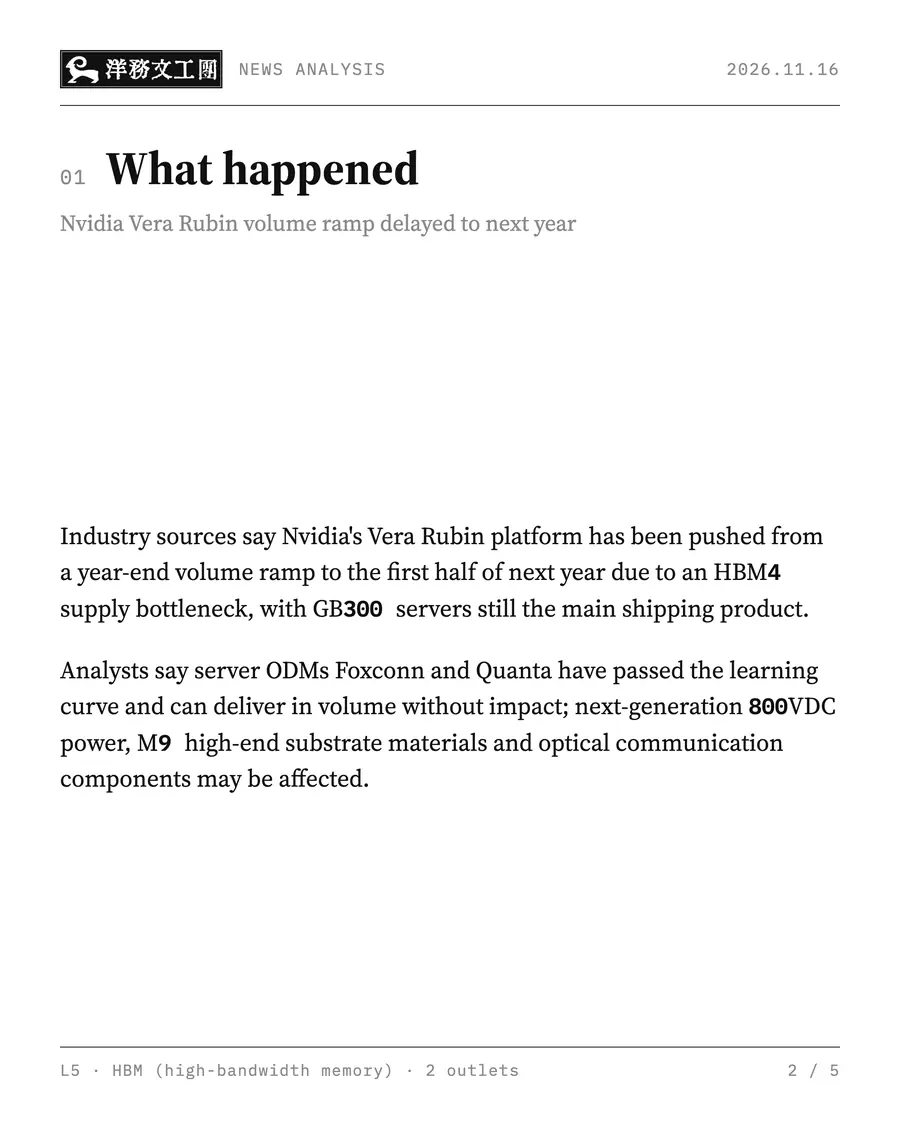 洋務文工團 NEWS ANALYSIS 2026.11.16
01 What happened
Nvidia Vera Rubin volume ramp delayed to next year
Industry sources say Nvidia's Vera Rubin platform has been pushed from
a year-end volume ramp to the first half of next year due to an HBM4
supply bottleneck, with GB300 servers still the main shipping product.
Analysts say server ODMs Foxconn and Quanta have passed the learning
curve and can deliver in volume without impact; next-generation 800VDC
power, M9 high-end substrate materials and optical communication
components may be affected.
L5 · HBM (high-bandwidth memory) · 2 outlets 2 / 5